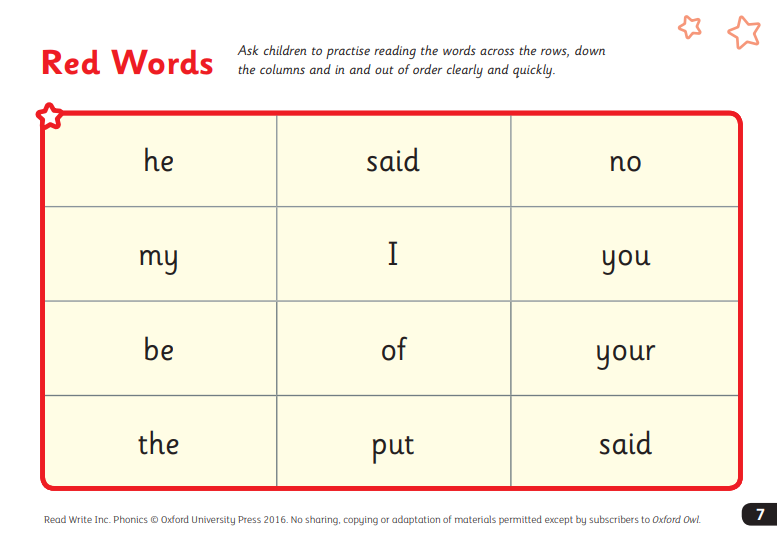 Red Words
Ask children to practise reading the words across the rows, down
the columns and in and out of order clearly and quickly.
he said no
my I you
be of your
the put said
Read Write Inc. Phonics © Oxford University Press 2016. No sharing, copying or adaptation of materials permitted except by subscribers to Oxford Owl.
7